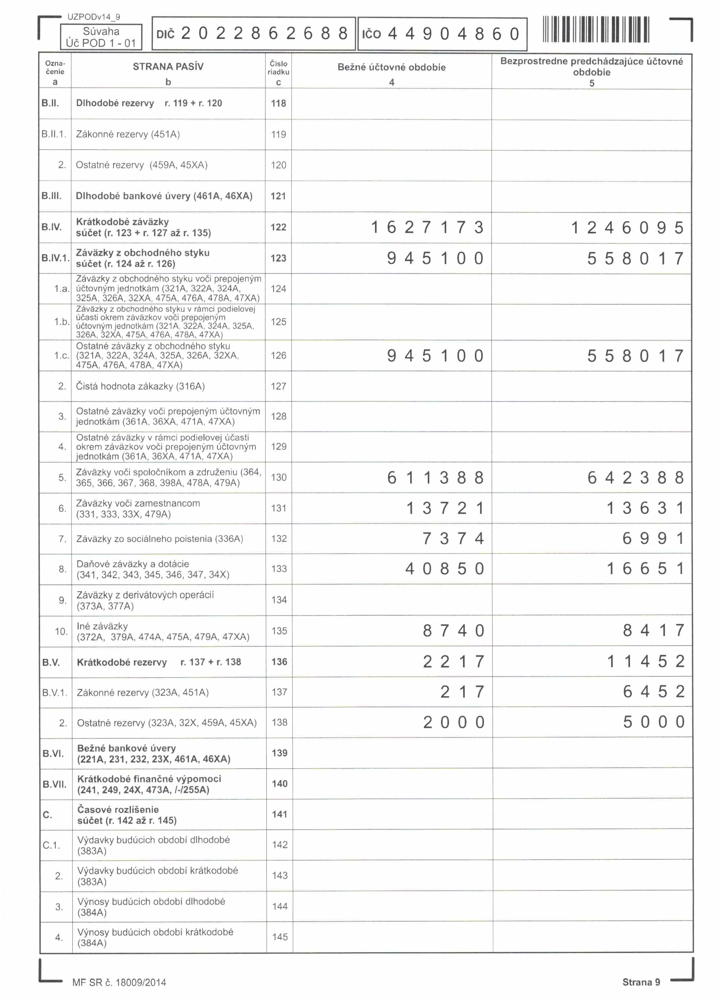 UZPODv14_9
Súvaha
Úč POD 1 - 01
DIČ 2 0 2 2 8 6 2 6 8 8
IČO 4 4 9 0 4 8 6 0
Ozna-
čenie
a
STRANA PASÍV
b
Číslo
riadku
c
Bežné účtovné obdobie
4
Bezprostredne predchádzajúce účtovné
obdobie
5
B.II. Dlhodobé rezervy r. 119 + r. 120 118
B.II.1. Zákonné rezervy (451A) 119
2. Ostatné rezervy (459A, 45XA) 120
B.III. Dlhodobé bankové úvery (461A, 46XA) 121
B.IV. Krátkodobé záväzky
súčet (r. 123 + r. 127 až r. 135) 122 1 6 2 7 1 7 3 1 2 4 6 0 9 5
B.IV.1. Záväzky z obchodného styku
súčet (r. 124 až r. 126) 123 9 4 5 1 0 0 5 5 8 0 1 7
Záväzky z obchodného styku voči prepojeným
1.a. účtovným jednotkám (321A, 322A, 324A, 124
325A, 326A, 32XA, 475A, 476A, 478A, 47XA)
Záväzky z obchodného styku v rámci podielovej
1.b. účasti okrem záväzkov voči prepojeným 125
účtovným jednotkám (321A, 322A, 324A, 325A,
326A, 32XA, 475A, 476A, 478A, 47XA)
Ostatné záväzky z obchodného styku
1.c. (321A, 322A, 324A, 325A, 326A, 32XA, 126 9 4 5 1 0 0 5 5 8 0 1 7
475A, 476A, 478A, 47XA)
2. Čistá hodnota zákazky (316A) 127
3. Ostatné záväzky voči prepojeným účtovným 128
jednotkám (361A, 36XA, 471A, 47XA)
Ostatné záväzky v rámci podielovej účasti
4. okrem záväzkov voči prepojeným účtovným 129
jednotkám (361A, 36XA, 471A, 47XA)
5. Záväzky voči spoločníkom a združeniu (364, 130 6 1 1 3 8 8 6 4 2 3 8 8
365, 366, 367, 368, 398A, 478A, 479A)
6. Záväzky voči zamestnancom 131 1 3 7 2 1 1 3 6 3 1
(331, 333, 33X, 479A)
7. Záväzky zo sociálneho poistenia (336A) 132 7 3 7 4 6 9 9 1
8. Daňové záväzky a dotácie 133 4 0 8 5 0 1 6 6 5 1
(341, 342, 343, 345, 346, 347, 34X)
9. Záväzky z derivátových operácií 134
(373A, 377A)
10. Iné záväzky 135 8 7 4 0 8 4 1 7
(372A, 379A, 474A, 475A, 479A, 47XA)
B.V. Krátkodobé rezervy r. 137 + r. 138 136 2 2 1 7 1 1 4 5 2
B.V.1. Zákonné rezervy (323A, 451A) 137 2 1 7 6 4 5 2
2. Ostatné rezervy (323A, 32X, 459A, 45XA) 138 2 0 0 0 5 0 0 0
B.VI. Bežné bankové úvery 139
(221A, 231, 232, 23X, 461A, 46XA)
B.VII. Krátkodobé finančné výpomoci 140
(241, 249, 24X, 473A, /-/255A)
C. Časové rozlíšenie 141
súčet (r. 142 až r. 145)
C.1. Výdavky budúcich období dlhodobé 142
(383A)
2. Výdavky budúcich období krátkodobé 143
(383A)
3. Výnosy budúcich období dlhodobé 144
(384A)
4. Výnosy budúcich období krátkodobé 145
(384A)
MF SR č. 18009/2014
Strana 9